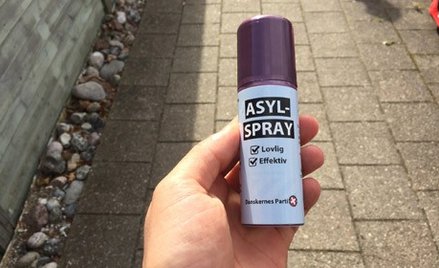 ASYL-
SPRAY
Lovlig
Effektiv
Danskernes Parti